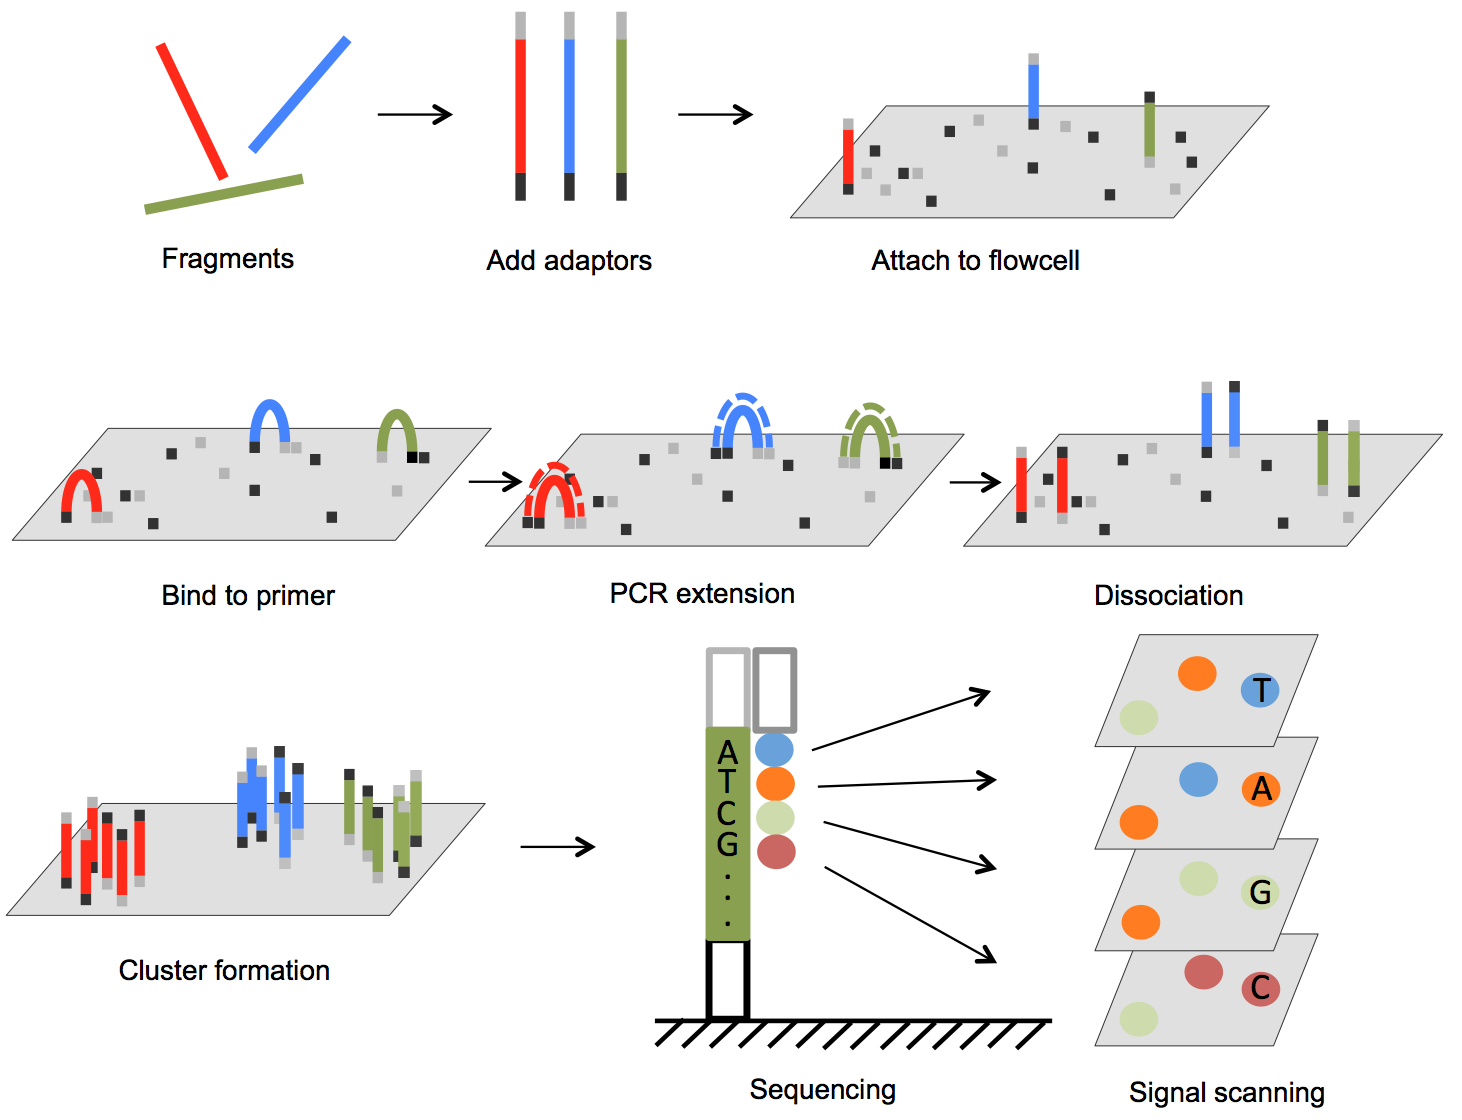 Fragments
Add adaptors
Attach to flowcell
Bind to primer
PCR extension
Dissociation
A
T
C
G
.
.
.
T
A
G
C
Cluster formation
Sequencing
Signal scanning